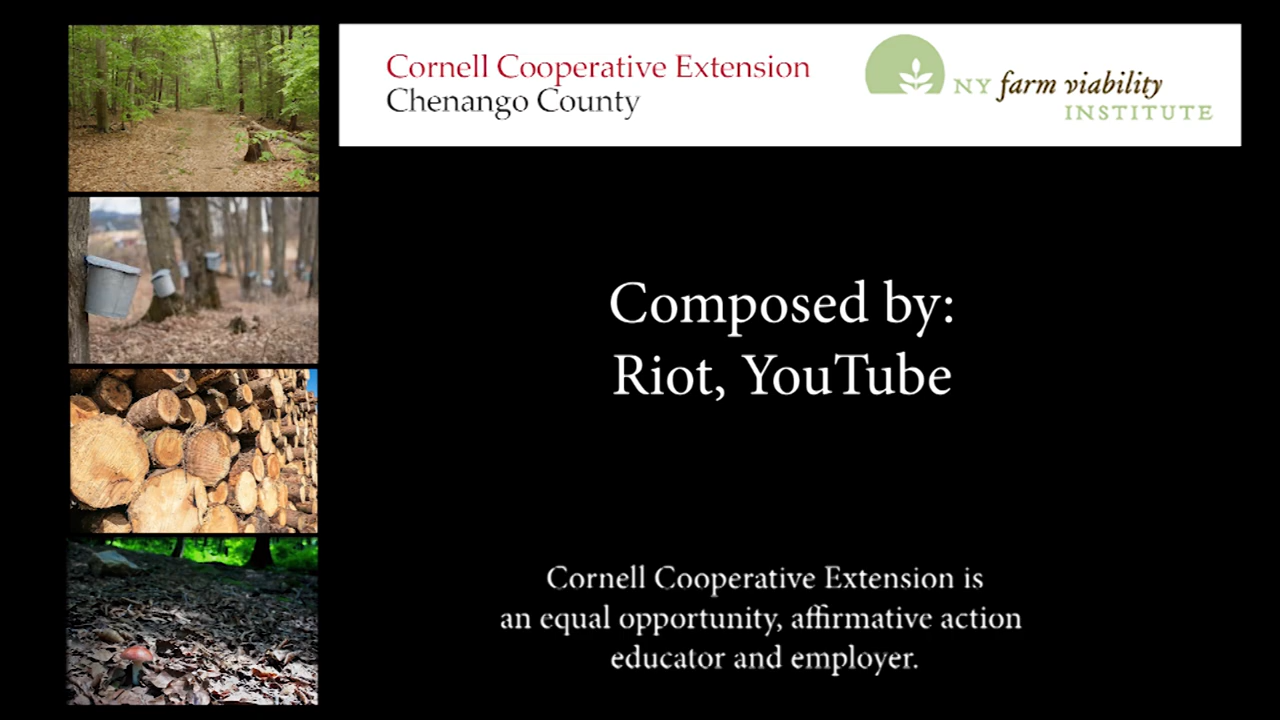 Cornell Cooperative Extension
Chenango County
NY farm viability
INSTITUTE
Composed by:
Riot, YouTube
Cornell Cooperative Extension is
an equal opportunity, affirmative action
educator and employer.